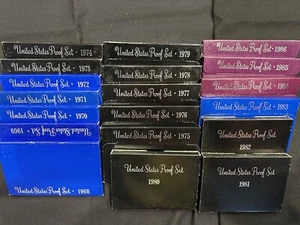 United States Proof Set · 1974
United States Proof Set · 1973
United States Proof Set · 1972
United States Proof Set · 1971
United States Proof Set · 1970
United States Proof Set · 1969
United States Proof Set · 1968
United States Proof Set · 1979
United States Proof Set · 1978
United States Proof Set · 1977
United States Proof Set · 1976
United States Proof Set · 1975
United States Proof Set
1980
United States Proof Set · 1986
United States Proof Set · 1985
United States Proof Set · 1984
United States Proof Set · 1983
United States Proof Set
1982
United States Proof Set
1981